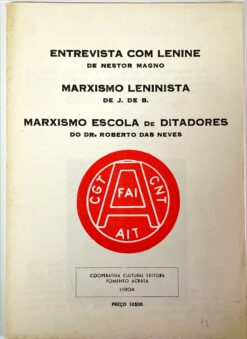 ENTREVISTA COM LENINE
DE NESTOR MAGNO
MARXISMO LENINISTA
DE J. DE B.
MARXISMO ESCOLA DE DITADORES
DO DR. ROBERTO DAS NEVES
CGT
FAI
CNT
AIT
COOPERATIVA CULTURAL EDITORA
FOMENTO ACRATA
LISBOA
PREÇO 10$00